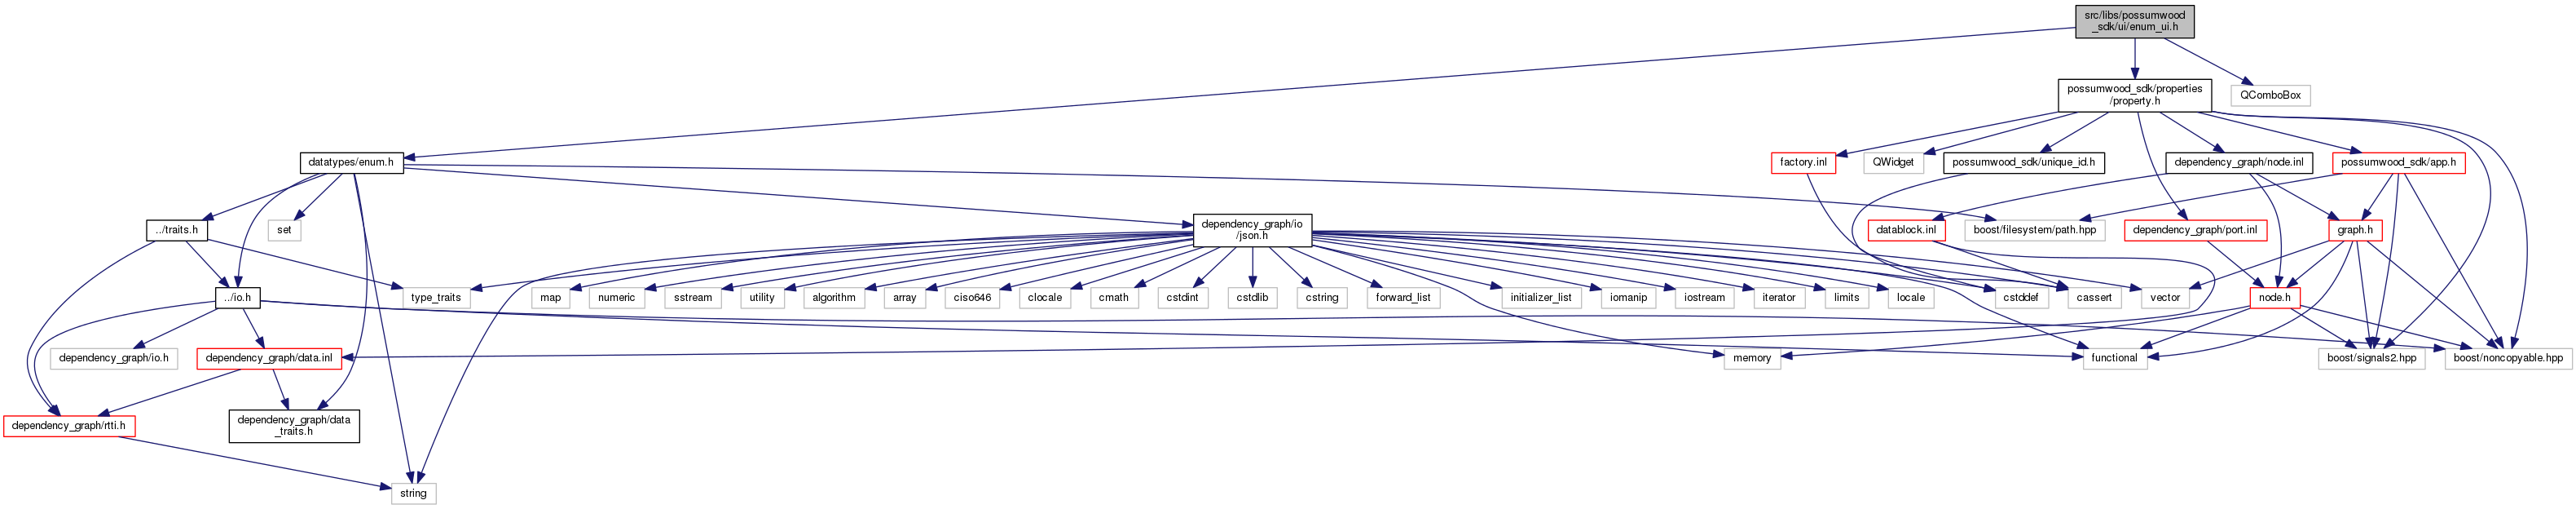 src/libs/possumwood
_sdk/ui/enum_ui.h
possumwood_sdk/properties
/property.h
QComboBox
datatypes/enum.h
factory.inl
QWidget
possumwood_sdk/unique_id.h
dependency_graph/node.inl
possumwood_sdk/app.h
../traits.h
set
dependency_graph/io
/json.h
boost/filesystem/path.hpp
datablock.inl
dependency_graph/port.inl
graph.h
../io.h
type_traits
map
numeric
sstream
utility
algorithm
array
ciso646
clocale
cmath
cstdint
cstdlib
cstring
forward_list
initializer_list
iomanip
iostream
iterator
limits
locale
cstddef
cassert
vector
node.h
dependency_graph/io.h
dependency_graph/data.inl
memory
functional
boost/signals2.hpp
boost/noncopyable.hpp
dependency_graph/rtti.h
dependency_graph/data
_traits.h
string